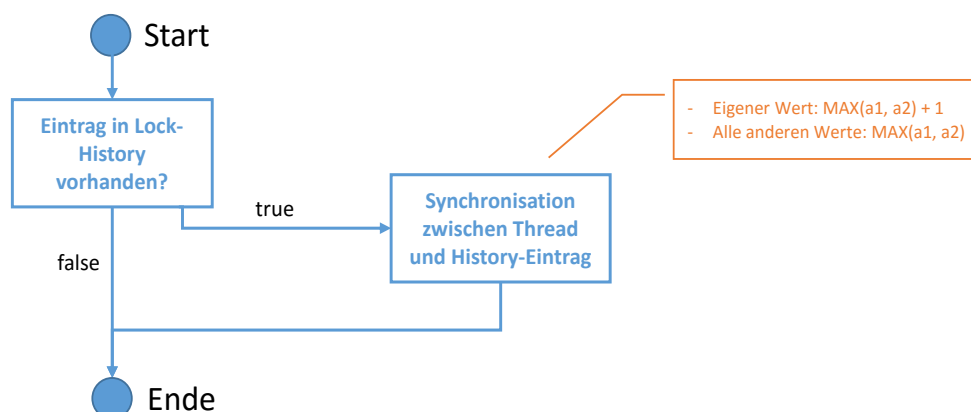 Start
Eintrag in Lock-
History
vorhanden?
- Eigener Wert: MAX(a1, a2) + 1
- Alle anderen Werte: MAX(a1, a2)
true
Synchronisation
zwischen Thread
und History-Eintrag
false
Ende